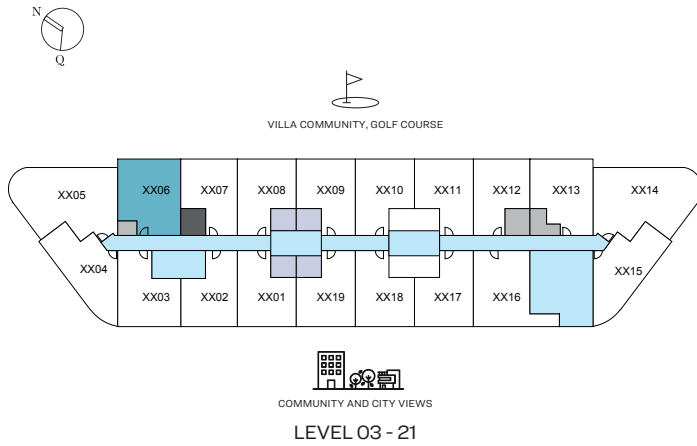 N
Q
VILLA COMMUNITY, GOLF COURSE
XX05
XX06
XX07
XX08
XX09
XX10
XX11
XX12
XX13
XX14
XX04
XX03
XX02
XX01
XX19
XX18
XX17
XX16
XX15
COMMUNITY AND CITY VIEWS
LEVEL 03 - 21